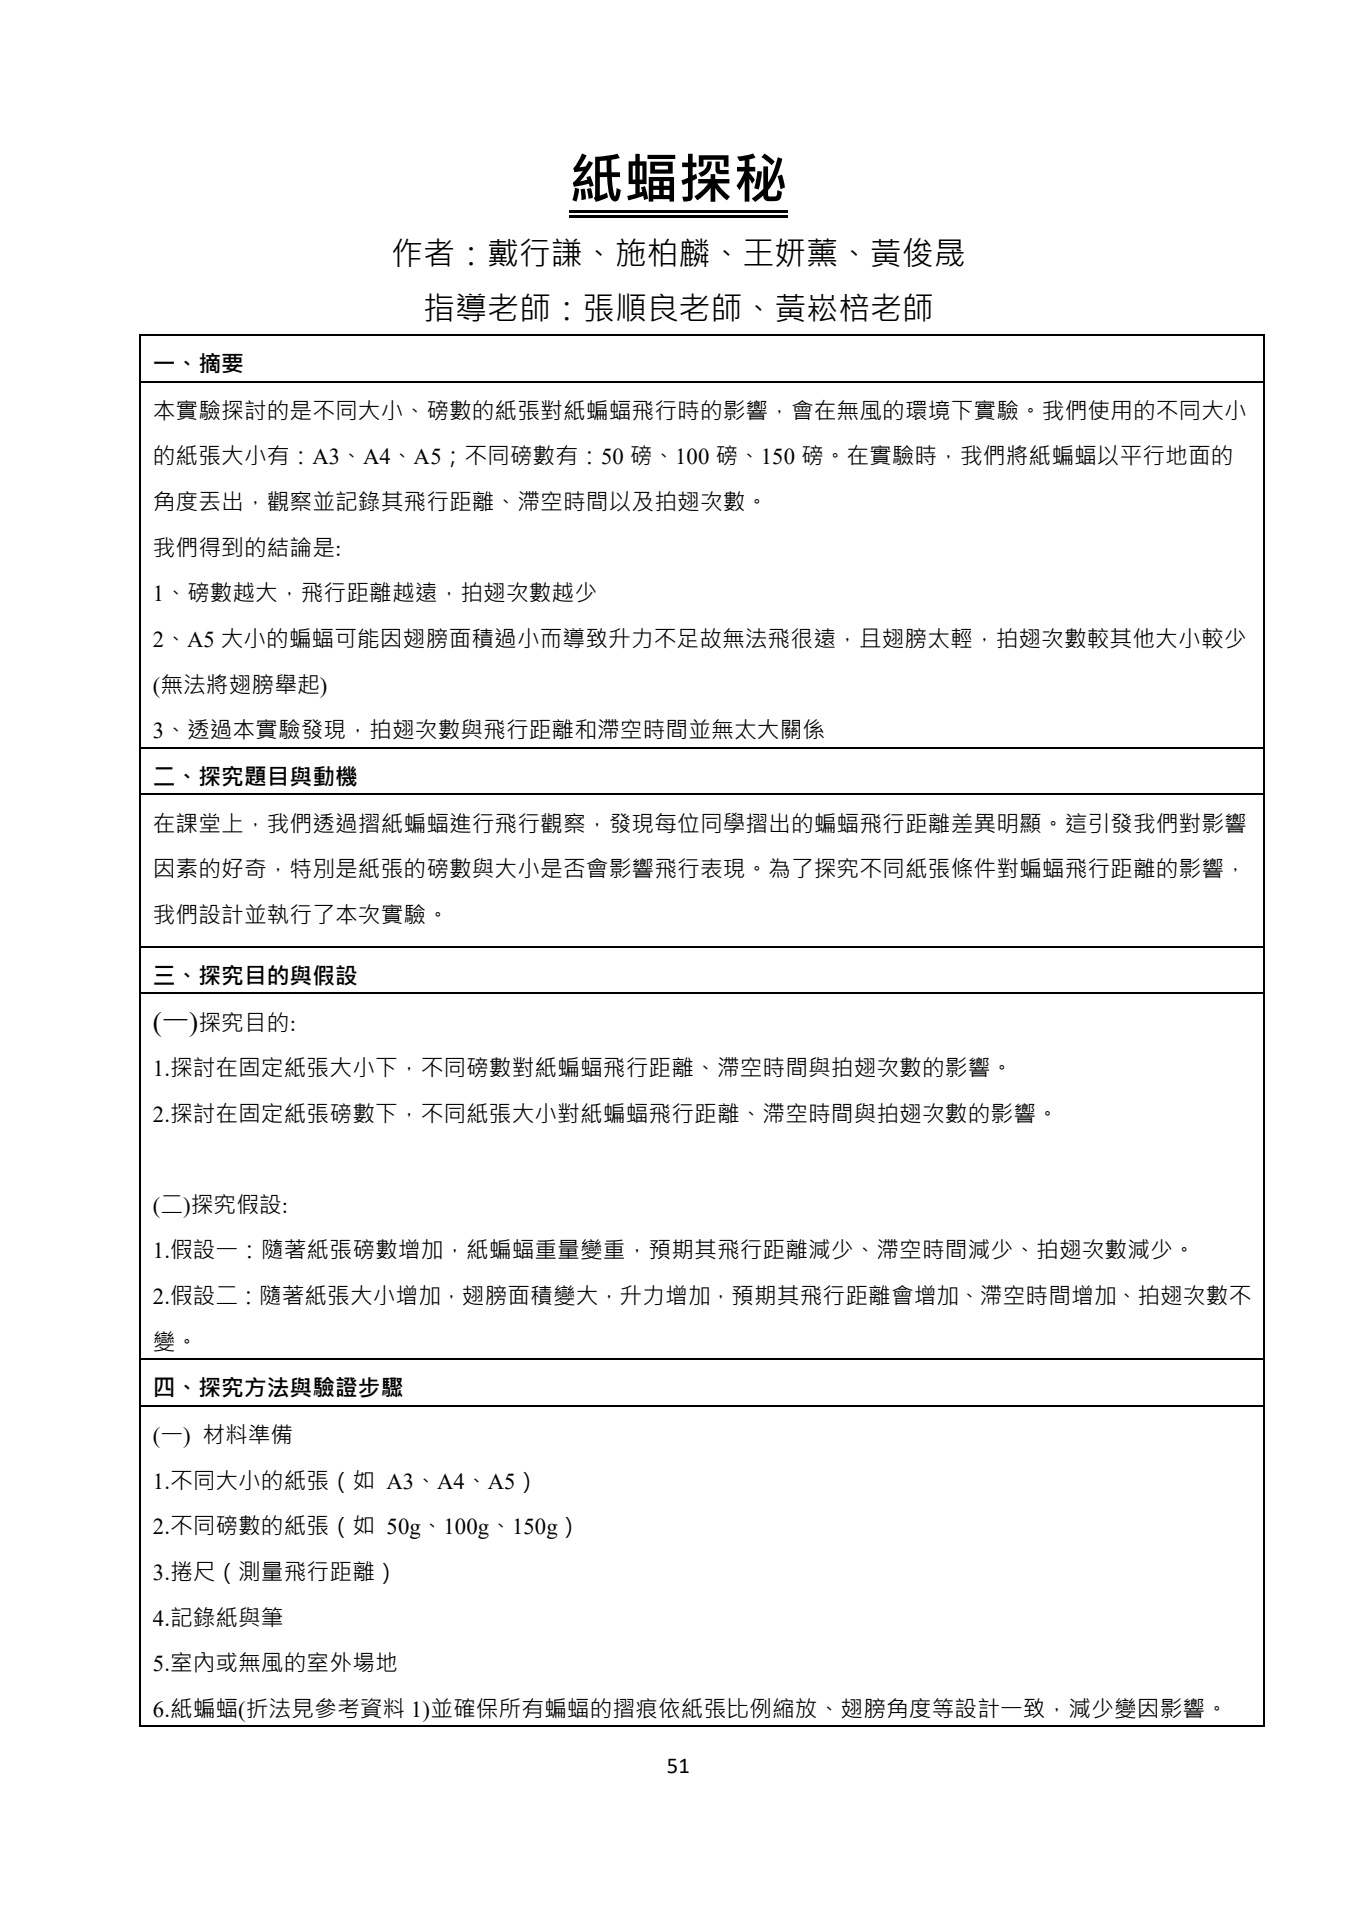 紙蝠探秘
作者：戴行謙、施柏麟、王妍薰、黃俊晟
指導老師：張順良老師、黃崧棓老師
一、摘要
本實驗探討的是不同大小、磅數的紙張對紙蝙蝠飛行時的影響，會在無風的環境下實驗。我們使用的不同大小
的紙張大小有：A3、A4、A5；不同磅數有：50 磅、100 磅、150 磅。在實驗時，我們將紙蝙蝠以平行地面的
角度丟出，觀察並記錄其飛行距離、滯空時間以及拍翅次數。
我們得到的結論是:
1、磅數越大，飛行距離越遠，拍翅次數越少
2、A5 大小的蝙蝠可能因翅膀面積過小而導致升力不足故無法飛很遠，且翅膀太輕，拍翅次數較其他大小較少
(無法將翅膀舉起)
3、透過本實驗發現，拍翅次數與飛行距離和滯空時間並無太大關係
二、探究題目與動機
在課堂上，我們透過摺紙蝙蝠進行飛行觀察，發現每位同學摺出的蝙蝠飛行距離差異明顯。這引發我們對影響
因素的好奇，特別是紙張的磅數與大小是否會影響飛行表現。為了探究不同紙張條件對蝙蝠飛行距離的影響，
我們設計並執行了本次實驗。
三、探究目的與假設
(一)探究目的:
1.探討在固定紙張大小下，不同磅數對紙蝙蝠飛行距離、滯空時間與拍翅次數的影響。
2.探討在固定紙張磅數下，不同紙張大小對紙蝙蝠飛行距離、滯空時間與拍翅次數的影響。
(二)探究假設:
1.假設一：隨著紙張磅數增加，紙蝙蝠重量變重，預期其飛行距離減少、滯空時間減少、拍翅次數減少。
2.假設二：隨著紙張大小增加，翅膀面積變大，升力增加，預期其飛行距離會增加、滯空時間增加、拍翅次數不
變。
四、探究方法與驗證步驟
(一) 材料準備
1.不同大小的紙張（如 A3、A4、A5）
2.不同磅數的紙張（如 50g、100g、150g）
3.捲尺（測量飛行距離）
4.記錄紙與筆
5.室內或無風的室外場地
6.紙蝙蝠(折法見參考資料 1)並確保所有蝙蝠的摺痕依紙張比例縮放、翅膀角度等設計一致，減少變因影響。
51